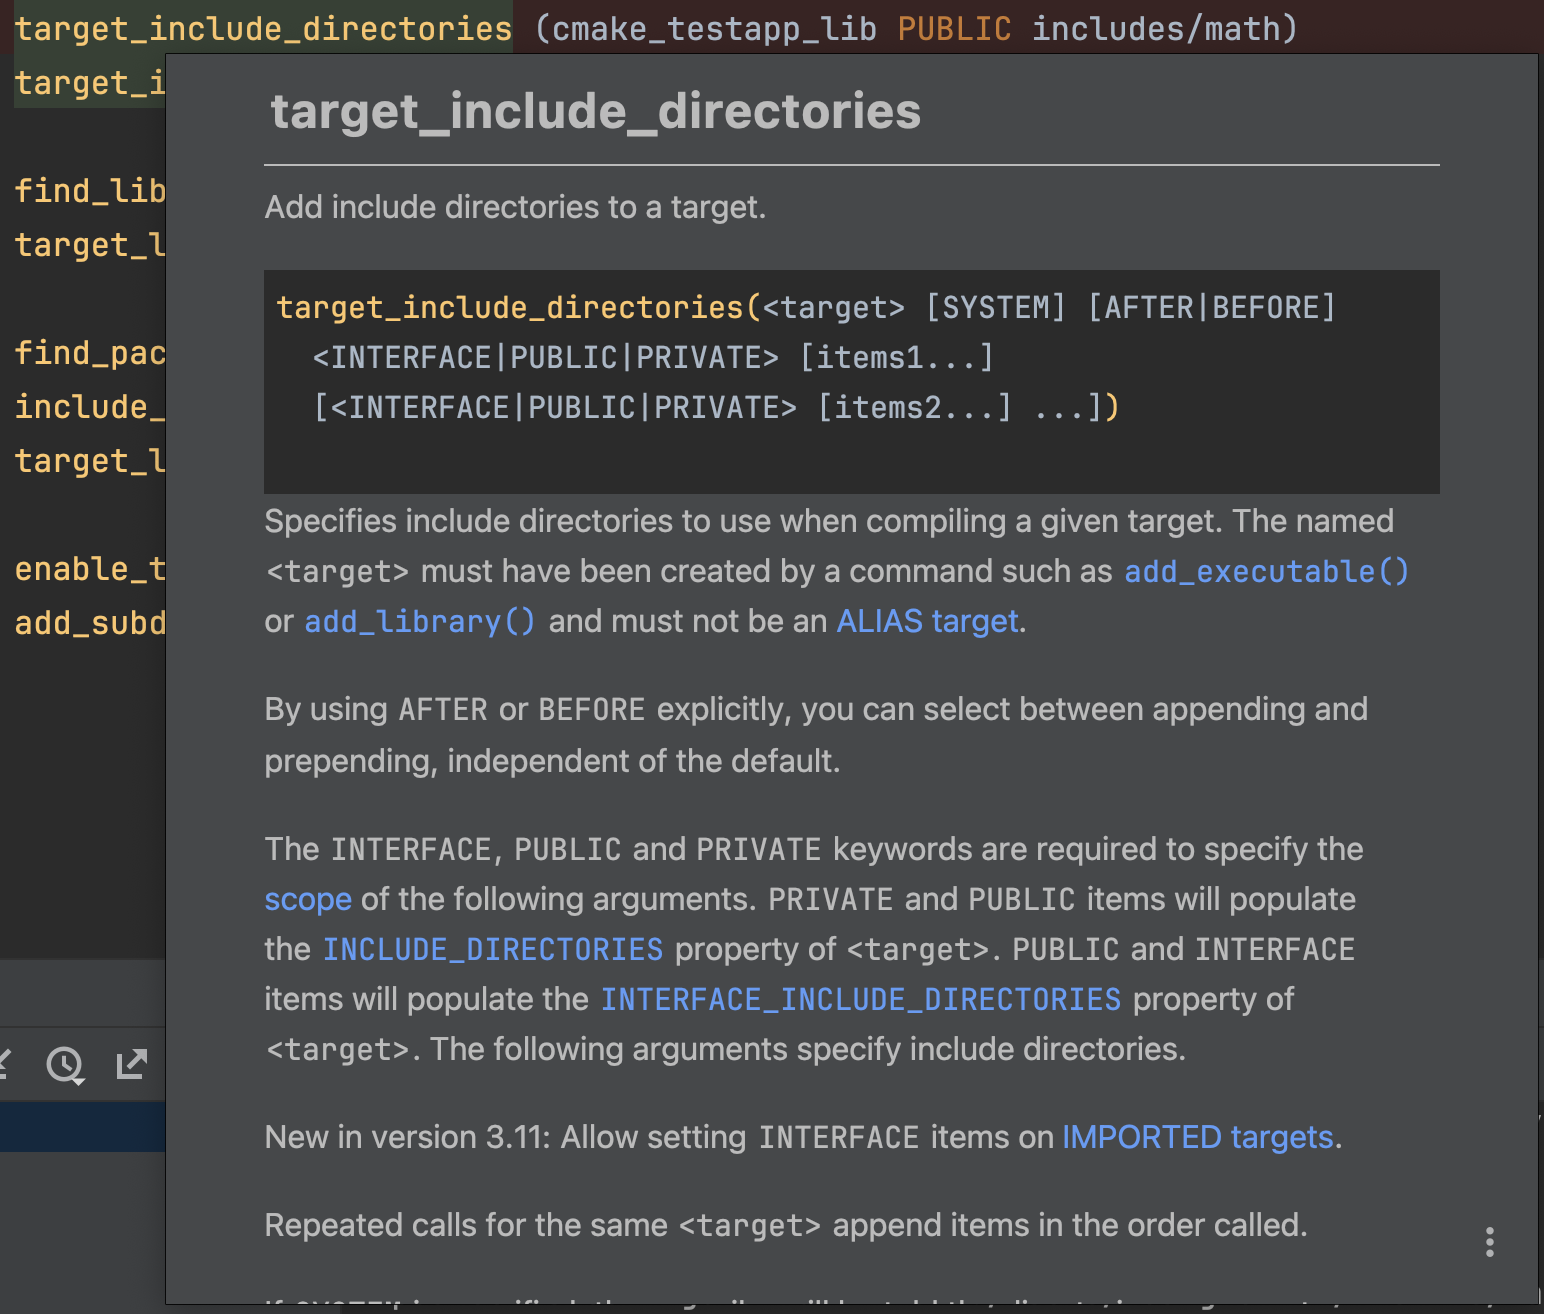 target_include_directories (cmake_testapp_lib PUBLIC includes/math)
target_i
find_lib
target_l
find_pac
include_
target_l
enable_t
add_subd
target_include_directories
Add include directories to a target.
target_include_directories(<target> [SYSTEM] [AFTER|BEFORE]
<INTERFACE|PUBLIC|PRIVATE> [items1...]
[<INTERFACE|PUBLIC|PRIVATE> [items2...] ...])
Specifies include directories to use when compiling a given target. The named
<target> must have been created by a command such as add_executable()
or add_library() and must not be an ALIAS target.
By using AFTER or BEFORE explicitly, you can select between appending and
prepending, independent of the default.
The INTERFACE, PUBLIC and PRIVATE keywords are required to specify the
scope of the following arguments. PRIVATE and PUBLIC items will populate
the INCLUDE_DIRECTORIES property of <target>. PUBLIC and INTERFACE
items will populate the INTERFACE_INCLUDE_DIRECTORIES property of
<target>. The following arguments specify include directories.
New in version 3.11: Allow setting INTERFACE items on IMPORTED targets.
Repeated calls for the same <target> append items in the order called.